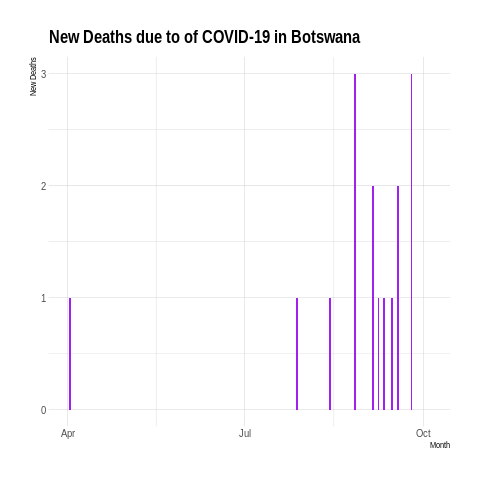 New Deaths due to of COVID-19 in Botswana
New Deaths
3
2
1
0
Apr
Jul
Oct
Month